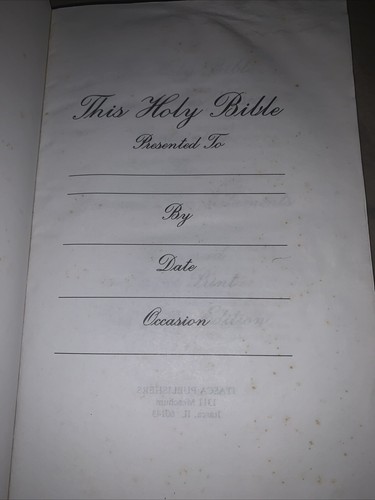 This Holy Bible
Presented To
By
Date
Occasion